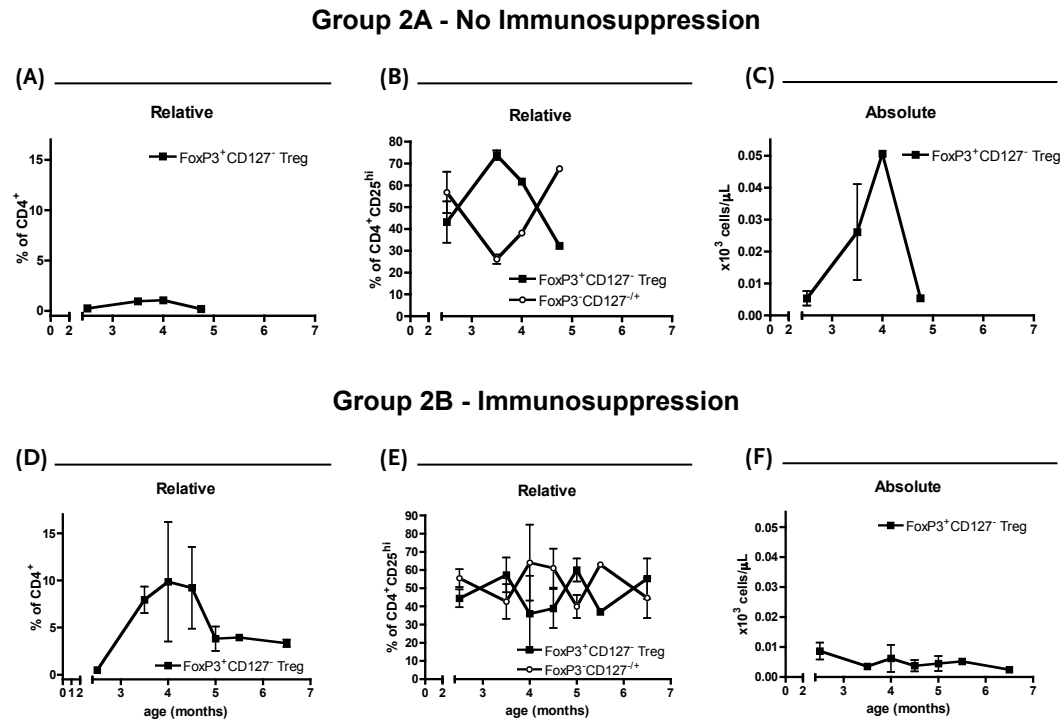 Group 2A - No Immunosuppression
(A)
Relative
FoxP3⁺CD127⁻ Treg
% of CD4⁺
15
10
5
0
0 2 3 4 5 6 7
(B)
Relative
% of CD4⁺CD25ʰⁱ
80
70
60
50
40
30
20
10
0
FoxP3⁺CD127⁻ Treg
FoxP3⁻CD127⁻/⁺
0 2 3 4 5 6 7
(C)
Absolute
FoxP3⁺CD127⁻ Treg
x10³ cells/µL
0.05
0.04
0.03
0.02
0.01
0.00
0 2 3 4 5 6 7
Group 2B - Immunosuppression
(D)
Relative
% of CD4⁺
15
10
5
0
FoxP3⁺CD127⁻ Treg
0 1 2 3 4 5 6 7
age (months)
(E)
Relative
% of CD4⁺CD25ʰⁱ
90
80
70
60
50
40
30
20
10
0
FoxP3⁺CD127⁻ Treg
FoxP3⁻CD127⁻/⁺
0 2 3 4 5 6 7
age (months)
(F)
Absolute
FoxP3⁺CD127⁻ Treg
x10³ cells/µL
0.05
0.04
0.03
0.02
0.01
0.00
0 2 3 4 5 6 7
age (months)